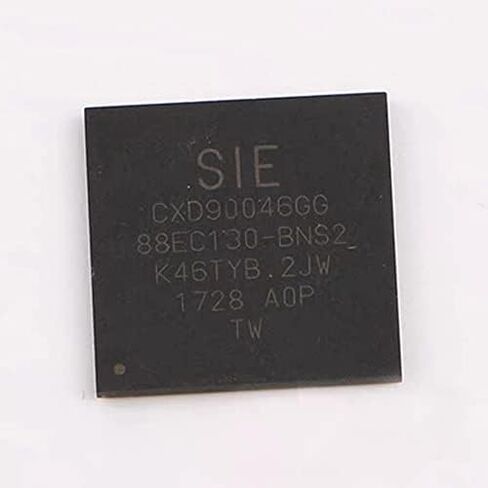 SIE
CXD90046GG
88EC130-BNS2
K46TYB.2JW
1728 A0P
TW